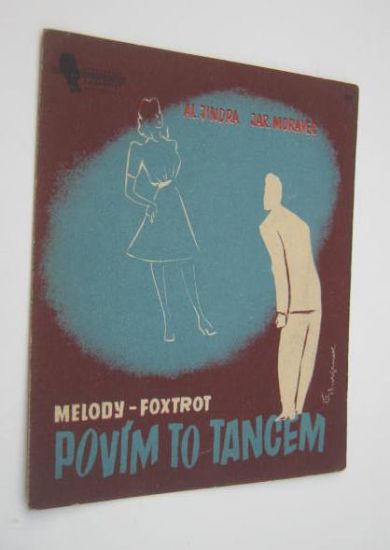 AL. JINDRA JAR. MORAVEC
MELODY - FOXTROT
POVÍM TO TANCEM